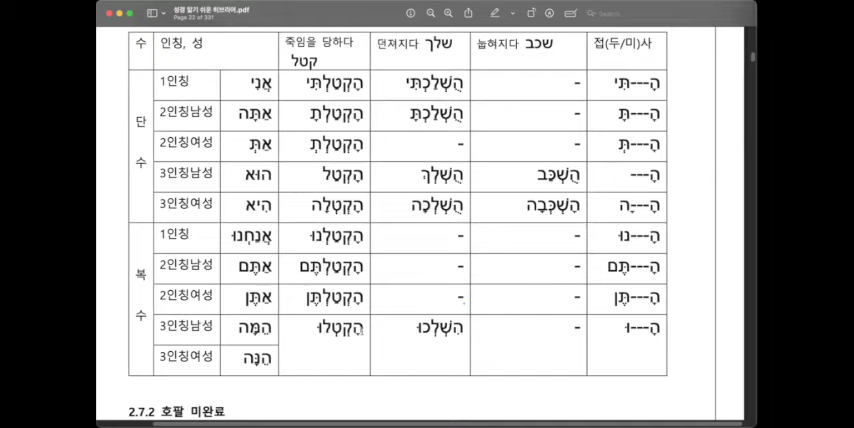 성경 알기 쉬운 히브리어.pdf
Page 22 of 331
Search
수 인칭, 성 죽임을 당하다 קטל 던져지다 שלך 눕혀지다 שכב 접(두/미)사
단수
1인칭 אֲנִי הָקְטַלְתִּי הֻשְׁלַכְתִּי - הָ---תִּי
2인칭남성 אַתָּה הָקְטַלְתָּ הֻשְׁלַכְתָּ - הָ---תָּ
2인칭여성 אַתְּ הָקְטַלְתְּ - - הָ---תְּ
3인칭남성 הוּא הָקְטַל הֻשְׁלַךְ הֻשְׁכַּב הָ---
3인칭여성 הִיא הָקְטְלָה הֻשְׁלְכָה הָשְׁכְּבָה הָ---ָה
복수
1인칭 אֲנַחְנוּ הָקְטַלְנוּ - - הָ---נוּ
2인칭남성 אַתֶּם הָקְטַלְתֶּם - - הָ---תֶּם
2인칭여성 אַתֶּן הָקְטַלְתֶּן - - הָ---תֶּן
3인칭남성 הֵמָּה הָקְטְלוּ הִשְׁלְכוּ - הָ---וּ
3인칭여성 הֵנָּה
2.7.2 호팔 미완료